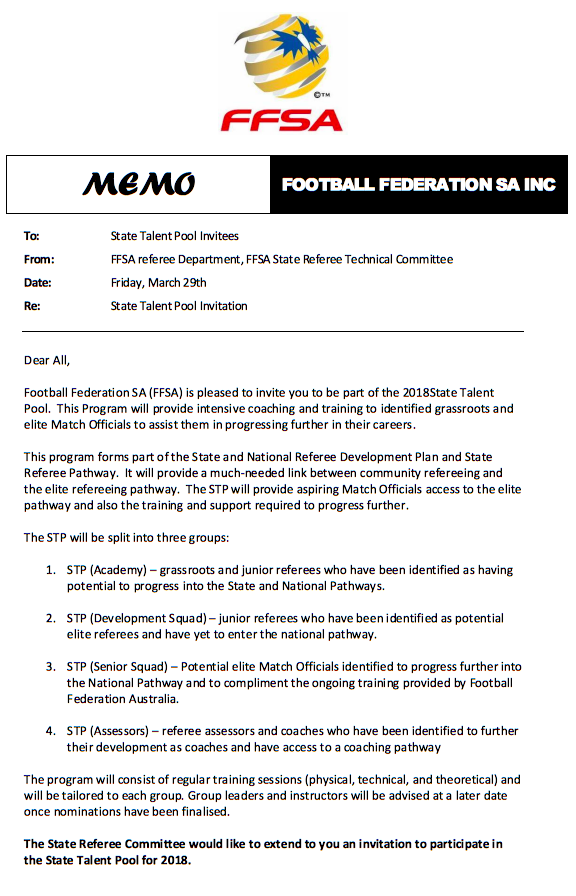 ©TM
FFSA
MEMO
FOOTBALL FEDERATION SA INC
To: State Talent Pool Invitees
From: FFSA referee Department, FFSA State Referee Technical Committee
Date: Friday, March 29th
Re: State Talent Pool Invitation
Dear All,
Football Federation SA (FFSA) is pleased to invite you to be part of the 2018State Talent
Pool. This Program will provide intensive coaching and training to identified grassroots and
elite Match Officials to assist them in progressing further in their careers.
This program forms part of the State and National Referee Development Plan and State
Referee Pathway. It will provide a much-needed link between community refereeing and
the elite refereeing pathway. The STP will provide aspiring Match Officials access to the elite
pathway and also the training and support required to progress further.
The STP will be split into three groups:
1. STP (Academy) – grassroots and junior referees who have been identified as having
potential to progress into the State and National Pathways.
2. STP (Development Squad) – junior referees who have been identified as potential
elite referees and have yet to enter the national pathway.
3. STP (Senior Squad) – Potential elite Match Officials identified to progress further into
the National Pathway and to compliment the ongoing training provided by Football
Federation Australia.
4. STP (Assessors) – referee assessors and coaches who have been identified to further
their development as coaches and have access to a coaching pathway
The program will consist of regular training sessions (physical, technical, and theoretical) and
will be tailored to each group. Group leaders and instructors will be advised at a later date
once nominations have been finalised.
The State Referee Committee would like to extend to you an invitation to participate in
the State Talent Pool for 2018.